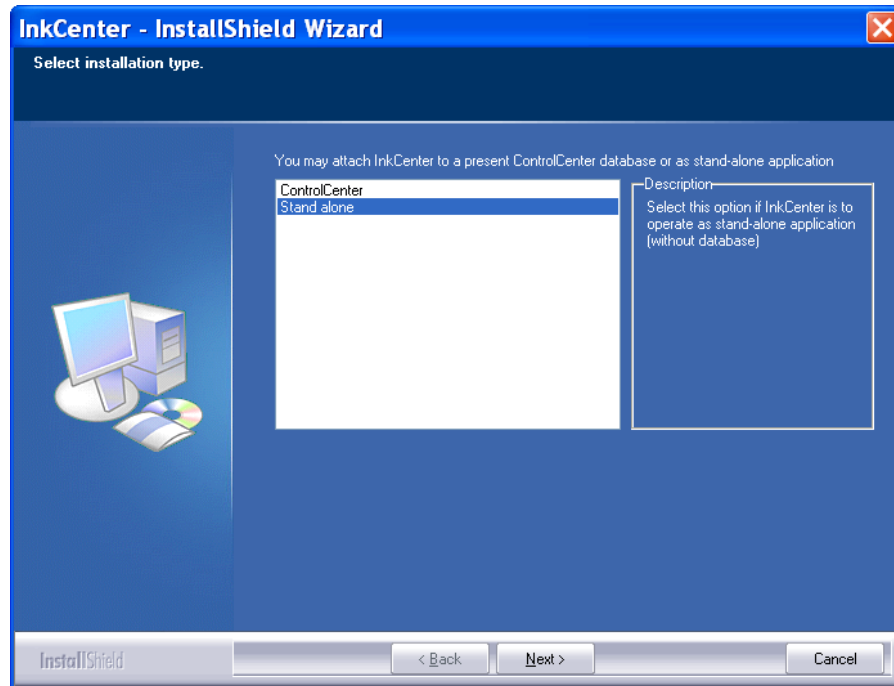 InkCenter - InstallShield Wizard
Select installation type.
You may attach InkCenter to a present ControlCenter database or as stand-alone application
ControlCenter
Stand alone
Description
Select this option if InkCenter is to
operate as stand-alone application
(without database)
InstallShield
< Back
Next >
Cancel